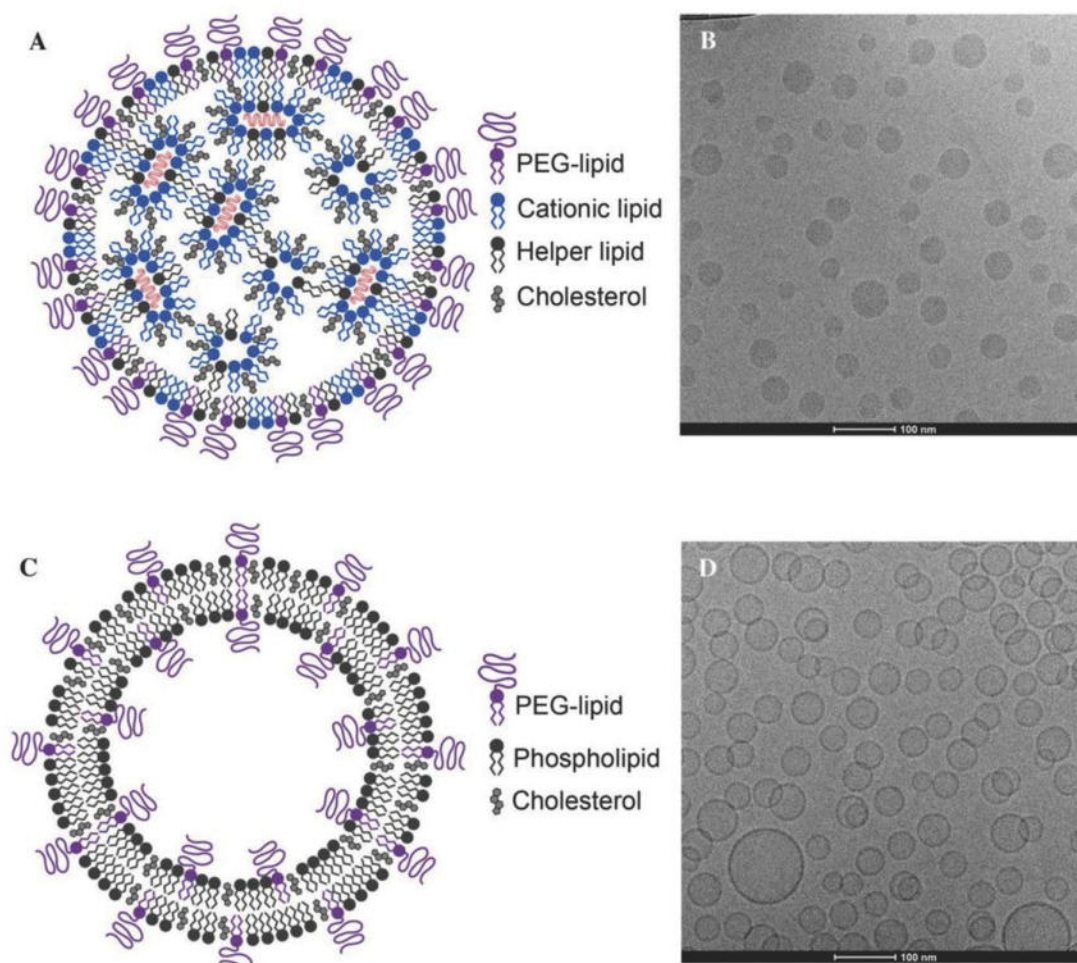 A
PEG-lipid
Cationic lipid
Helper lipid
Cholesterol
B
100 nm
C
PEG-lipid
Phospholipid
Cholesterol
D
100 nm